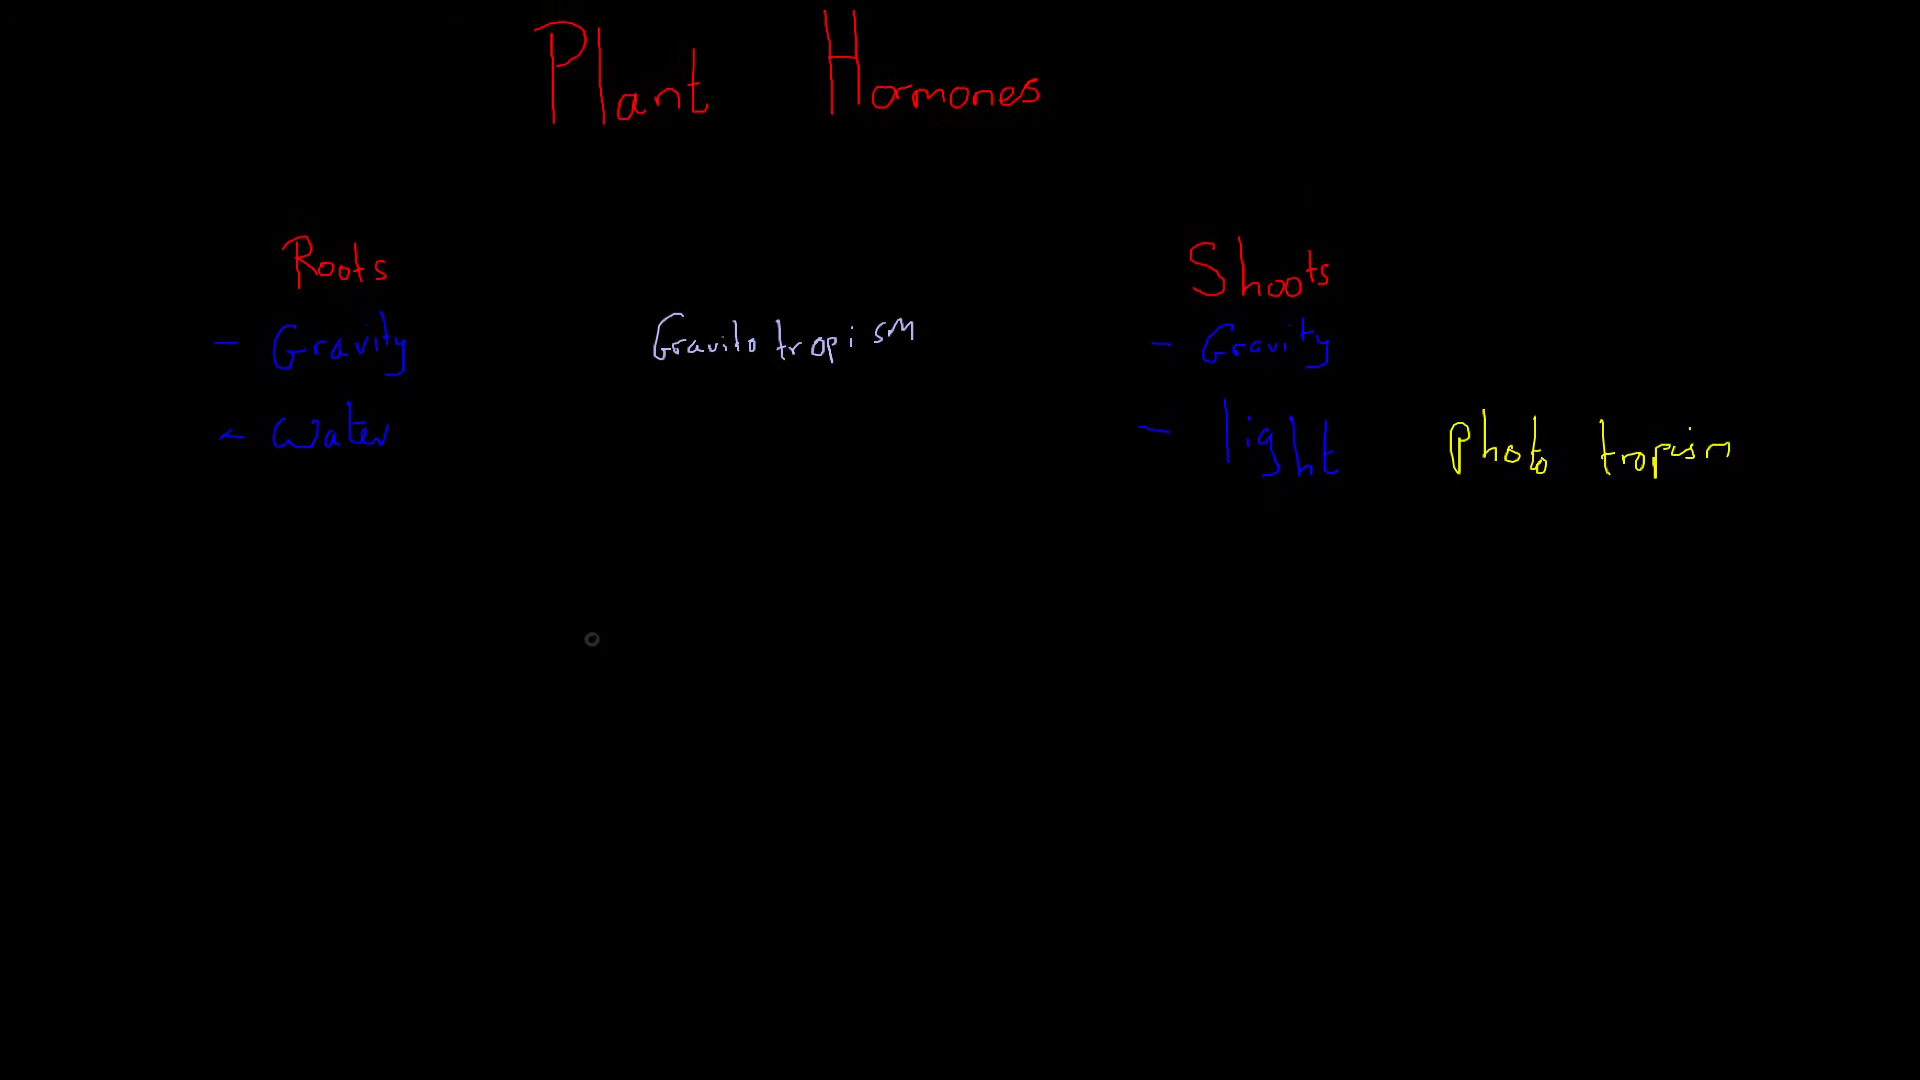 Plant Hormones
Roots
Shoots
- Gravity
Gravitotropism
- Gravity
- Water
- light
Phototropism